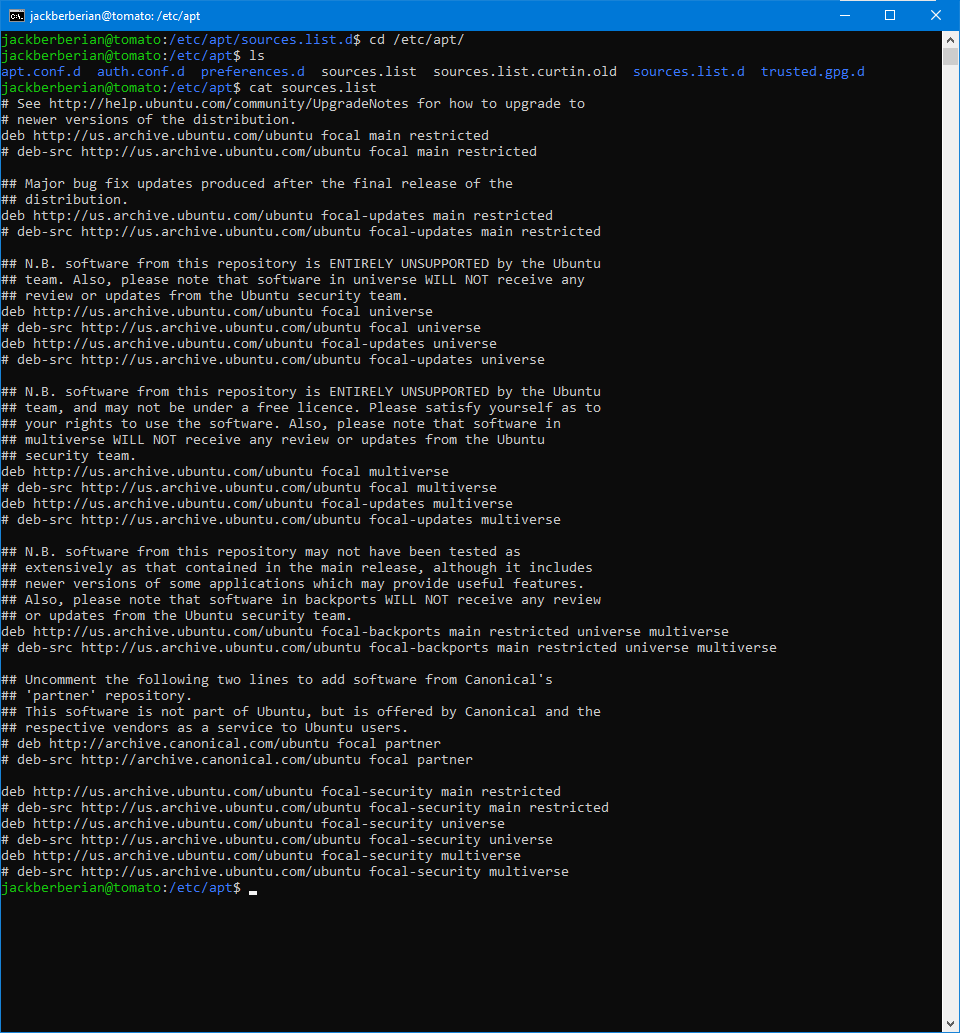 jackberberian@tomato: /etc/apt
jackberberian@tomato:/etc/apt/sources.list.d$ cd /etc/apt/
jackberberian@tomato:/etc/apt$ ls
apt.conf.d  auth.conf.d  preferences.d  sources.list  sources.list.curtin.old  sources.list.d  trusted.gpg.d
jackberberian@tomato:/etc/apt$ cat sources.list
# See http://help.ubuntu.com/community/UpgradeNotes for how to upgrade to
# newer versions of the distribution.
deb http://us.archive.ubuntu.com/ubuntu focal main restricted
# deb-src http://us.archive.ubuntu.com/ubuntu focal main restricted

## Major bug fix updates produced after the final release of the
## distribution.
deb http://us.archive.ubuntu.com/ubuntu focal-updates main restricted
# deb-src http://us.archive.ubuntu.com/ubuntu focal-updates main restricted

## N.B. software from this repository is ENTIRELY UNSUPPORTED by the Ubuntu
## team. Also, please note that software in universe WILL NOT receive any
## review or updates from the Ubuntu security team.
deb http://us.archive.ubuntu.com/ubuntu focal universe
# deb-src http://us.archive.ubuntu.com/ubuntu focal universe
deb http://us.archive.ubuntu.com/ubuntu focal-updates universe
# deb-src http://us.archive.ubuntu.com/ubuntu focal-updates universe

## N.B. software from this repository is ENTIRELY UNSUPPORTED by the Ubuntu
## team, and may not be under a free licence. Please satisfy yourself as to
## your rights to use the software. Also, please note that software in
## multiverse WILL NOT receive any review or updates from the Ubuntu
## security team.
deb http://us.archive.ubuntu.com/ubuntu focal multiverse
# deb-src http://us.archive.ubuntu.com/ubuntu focal multiverse
deb http://us.archive.ubuntu.com/ubuntu focal-updates multiverse
# deb-src http://us.archive.ubuntu.com/ubuntu focal-updates multiverse

## N.B. software from this repository may not have been tested as
## extensively as that contained in the main release, although it includes
## newer versions of some applications which may provide useful features.
## Also, please note that software in backports WILL NOT receive any review
## or updates from the Ubuntu security team.
deb http://us.archive.ubuntu.com/ubuntu focal-backports main restricted universe multiverse
# deb-src http://us.archive.ubuntu.com/ubuntu focal-backports main restricted universe multiverse

## Uncomment the following two lines to add software from Canonical's
## 'partner' repository.
## This software is not part of Ubuntu, but is offered by Canonical and the
## respective vendors as a service to Ubuntu users.
# deb http://archive.canonical.com/ubuntu focal partner
# deb-src http://archive.canonical.com/ubuntu focal partner

deb http://us.archive.ubuntu.com/ubuntu focal-security main restricted
# deb-src http://us.archive.ubuntu.com/ubuntu focal-security main restricted
deb http://us.archive.ubuntu.com/ubuntu focal-security universe
# deb-src http://us.archive.ubuntu.com/ubuntu focal-security universe
deb http://us.archive.ubuntu.com/ubuntu focal-security multiverse
# deb-src http://us.archive.ubuntu.com/ubuntu focal-security multiverse
jackberberian@tomato:/etc/apt$